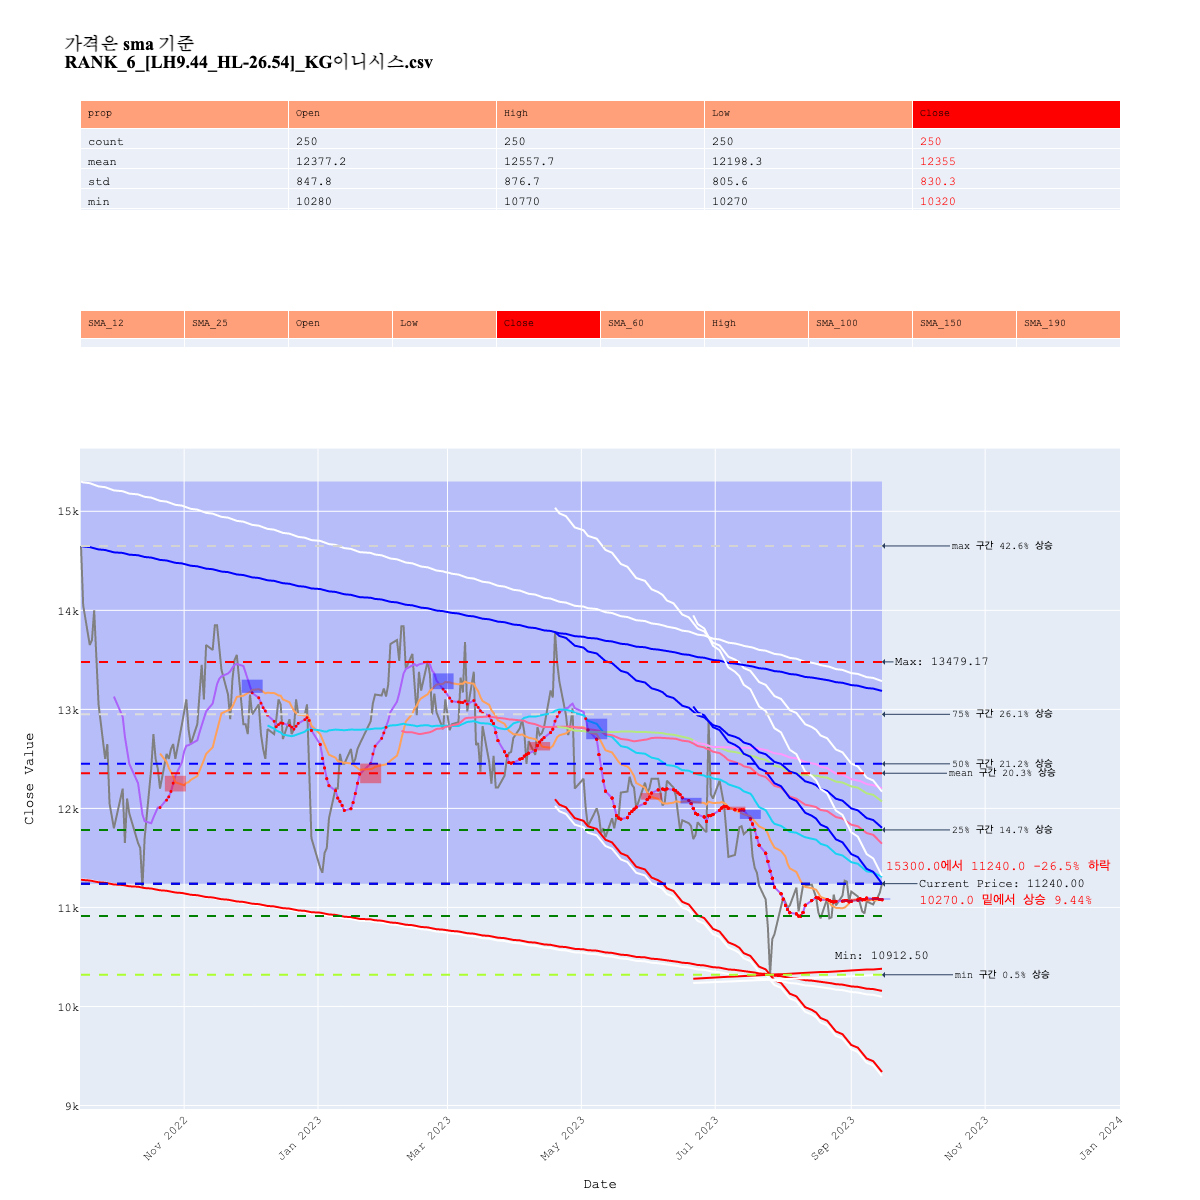 가격은 sma 기준
RANK_6_[LH9.44_HL-26.54]_KG이니시스.csv
prop Open High Low Close
count 250 250 250 250
mean 12377.2 12557.7 12198.3 12355
std 847.8 876.7 805.6 830.3
min 10280 10770 10270 10320
SMA_12 SMA_25 Open Low Close SMA_60 High SMA_100 SMA_150 SMA_190
15k
max 구간 42.6% 상승
14k
Max: 13479.17
13k
75% 구간 26.1% 상승
50% 구간 21.2% 상승
mean 구간 20.3% 상승
Close Value
12k
25% 구간 14.7% 상승
15300.0에서 11240.0 -26.5% 하락
Current Price: 11240.00
10270.0 밑에서 상승 9.44%
11k
Min: 10912.50
min 구간 0.5% 상승
10k
9k
Nov 2022 Jan 2023 Mar 2023 May 2023 Jul 2023 Sep 2023 Nov 2023 Jan 2024
Date